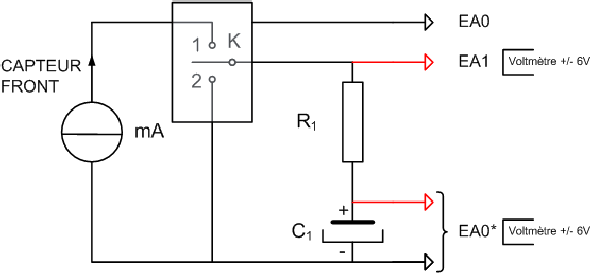 EA0
1
K
CAPTEUR
FRONT
EA1
Voltmètre +/- 6V
2
mA
R1
+
C1
-
EA0*
Voltmètre +/- 6V